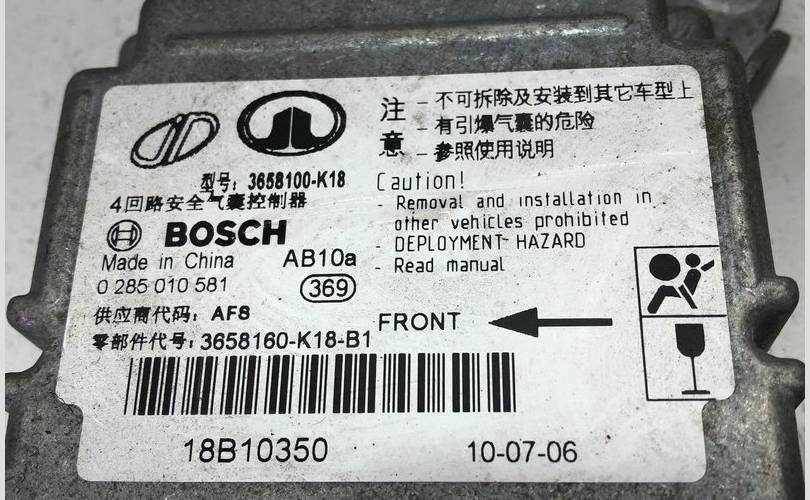 注意
- 不可拆除及安装到其它车型上
- 有引爆气囊的危险
- 参照使用说明
型号: 3658100-K18
4回路安全气囊控制器
Caution!
- Removal and installation in
other vehicles prohibited
- DEPLOYMENT HAZARD
- Read manual
BOSCH
Made in China AB10a
0 285 010 581 369
供应商代码: AF8
零部件代号: 3658160-K18-B1
FRONT
18B10350 10-07-06